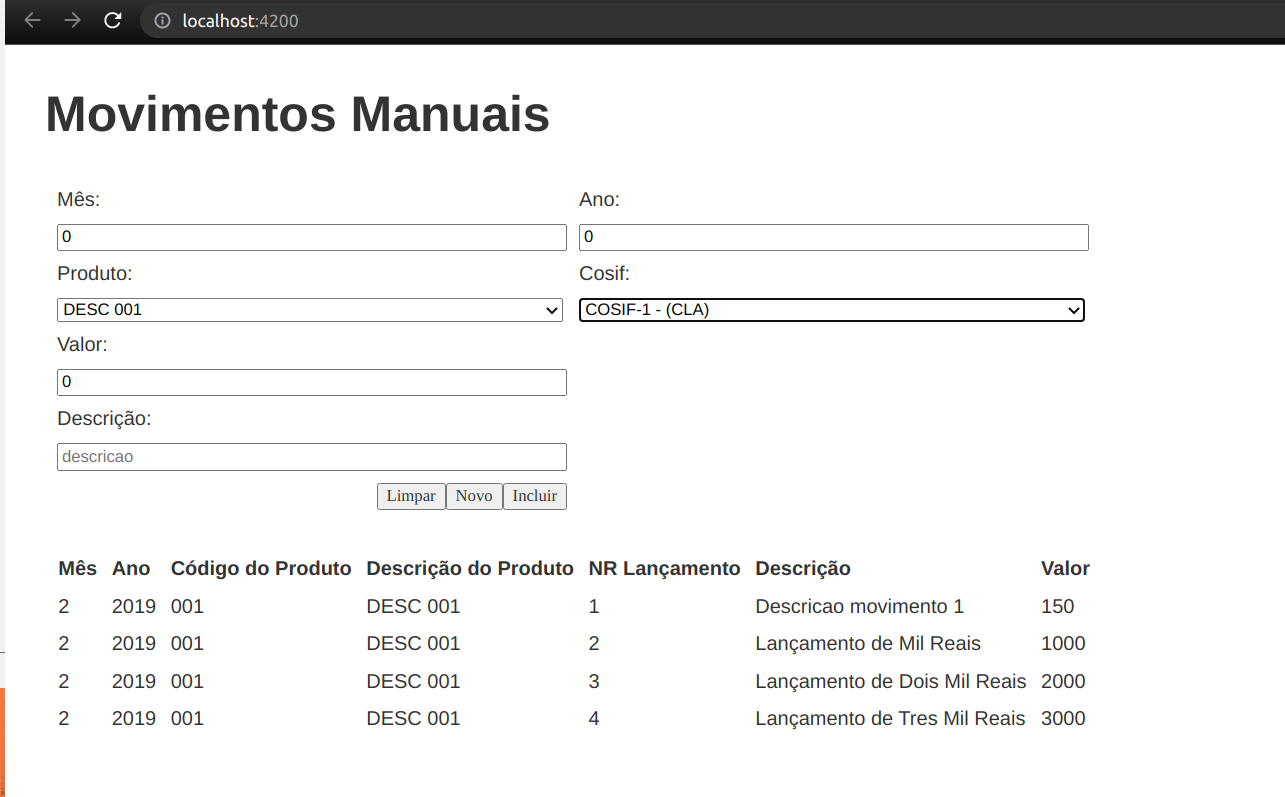 localhost:4200
Movimentos Manuais
Mês: Ano:
0 0
Produto: Cosif:
DESC 001 COSIF-1 - (CLA)
Valor:
0
Descrição:
descricao
Limpar Novo Incluir
Mês Ano Código do Produto Descrição do Produto NR Lançamento Descrição Valor
2 2019 001 DESC 001 1 Descricao movimento 1 150
2 2019 001 DESC 001 2 Lançamento de Mil Reais 1000
2 2019 001 DESC 001 3 Lançamento de Dois Mil Reais 2000
2 2019 001 DESC 001 4 Lançamento de Tres Mil Reais 3000